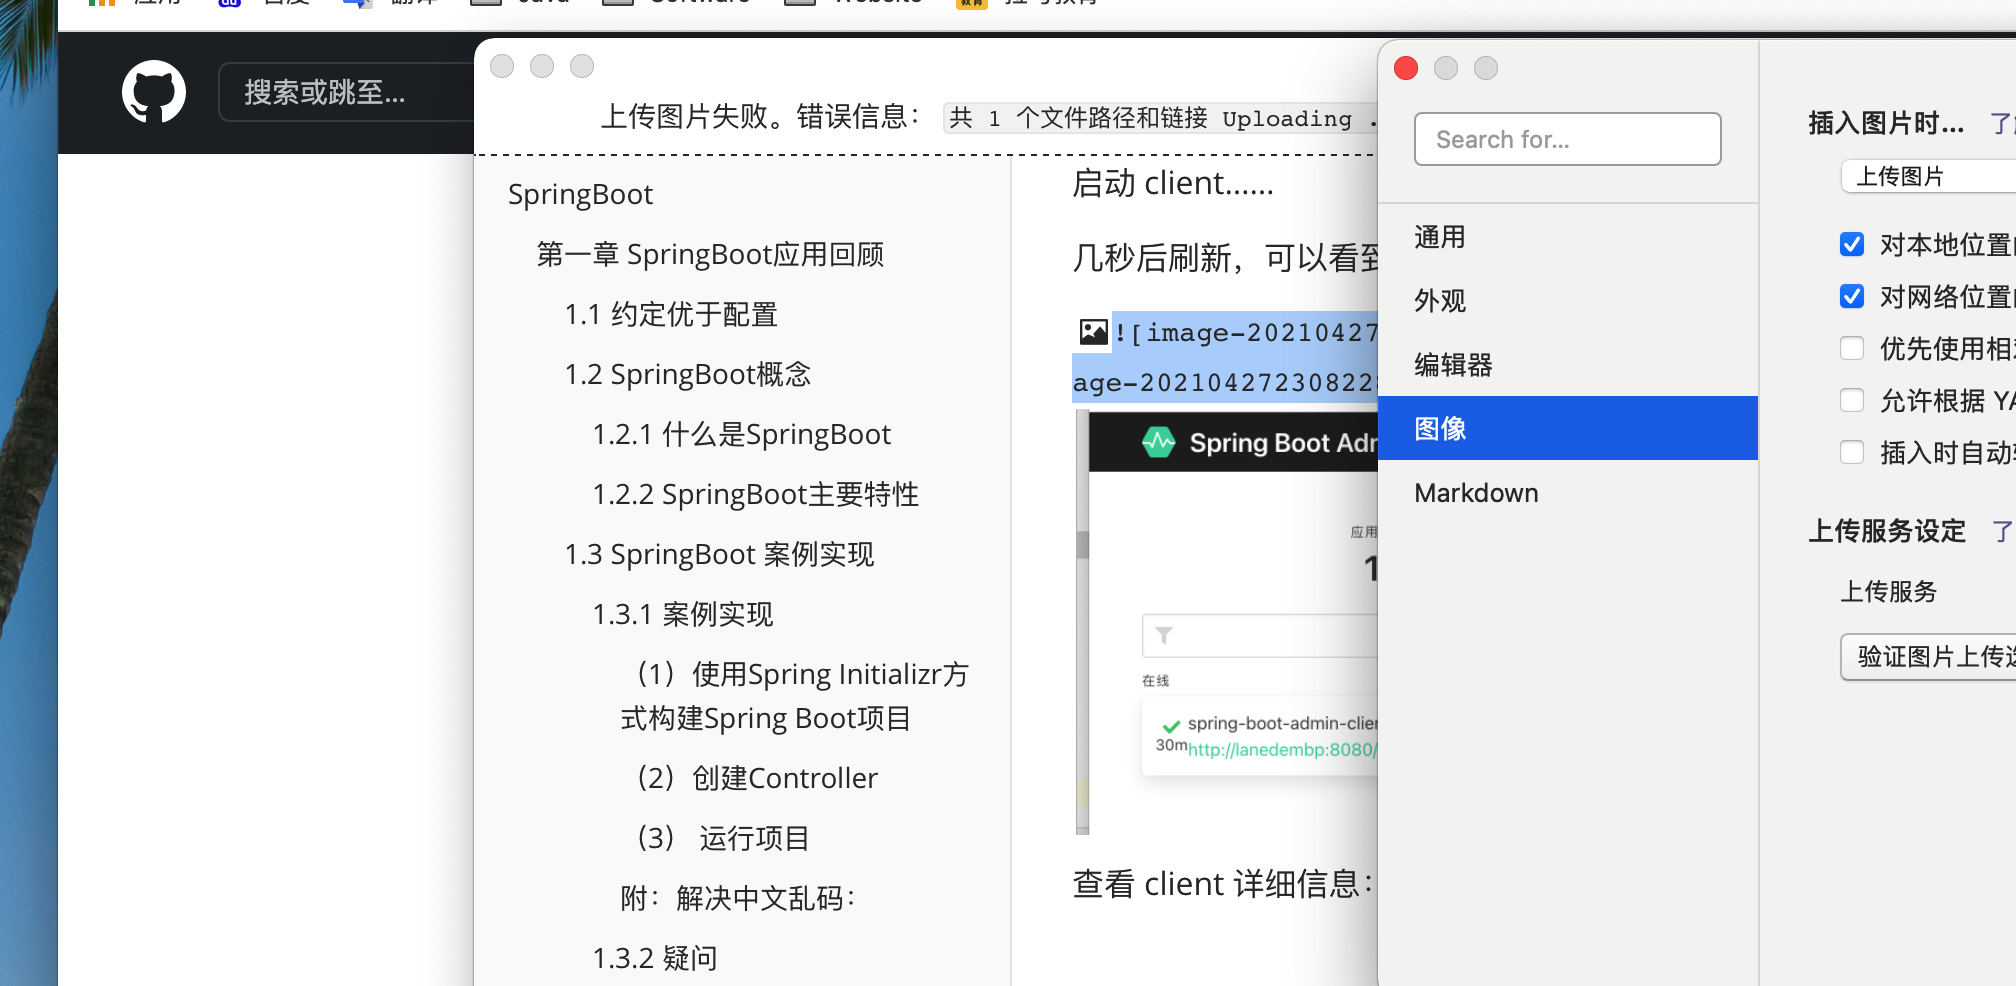 搜索或跳至...
上传图片失败。错误信息： 共 1 个文件路径和链接 Uploading .
SpringBoot
第一章 SpringBoot应用回顾
1.1 约定优于配置
1.2 SpringBoot概念
1.2.1 什么是SpringBoot
1.2.2 SpringBoot主要特性
1.3 SpringBoot 案例实现
1.3.1 案例实现
（1）使用Spring Initializr方
式构建Spring Boot项目
（2）创建Controller
（3） 运行项目
附：解决中文乱码：
1.3.2 疑问
启动 client......
几秒后刷新，可以看到
![image-20210427
age-2021042723082
Spring Boot Adm
应用
1
在线
spring-boot-admin-clien
30m http://lanedembp:8080/
查看 client 详细信息：
Search for...
通用
外观
编辑器
图像
Markdown
插入图片时... 了
上传图片
对本地位置
对网络位置
优先使用相
允许根据 YA
插入时自动
上传服务设定 了
上传服务
验证图片上传